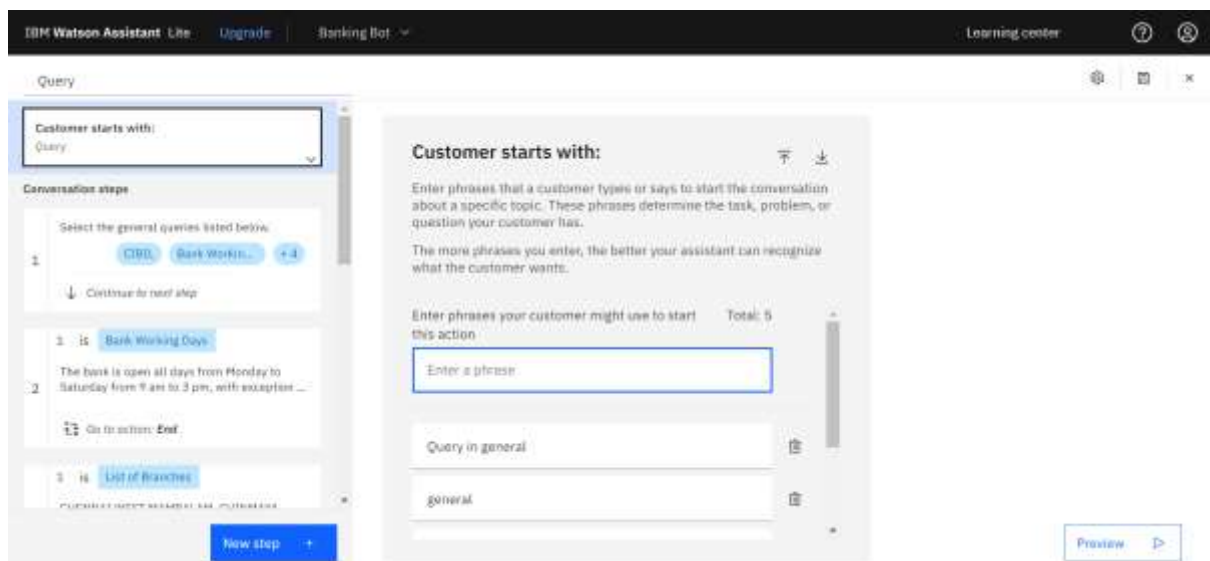 IBM Watson Assistant Lite Upgrade Banking Bot Learning center
Query
Customer starts with:
Query
Conversation steps
1
Select the general queries listed below.
CIBIL Bank Workin... + 4
Continue to next step
2
1 is Bank Working Days
The bank is open all days from Monday to
Saturday from 9 am to 3 pm, with exception ...
Go to action: End
1 is List of Branches
New step +
Customer starts with:
Enter phrases that a customer types or says to start the conversation
about a specific topic. These phrases determine the task, problem, or
question your customer has.
The more phrases you enter, the better your assistant can recognize
what the customer wants.
Enter phrases your customer might use to start Total: 5
this action
Enter a phrase
Query in general
general
Preview